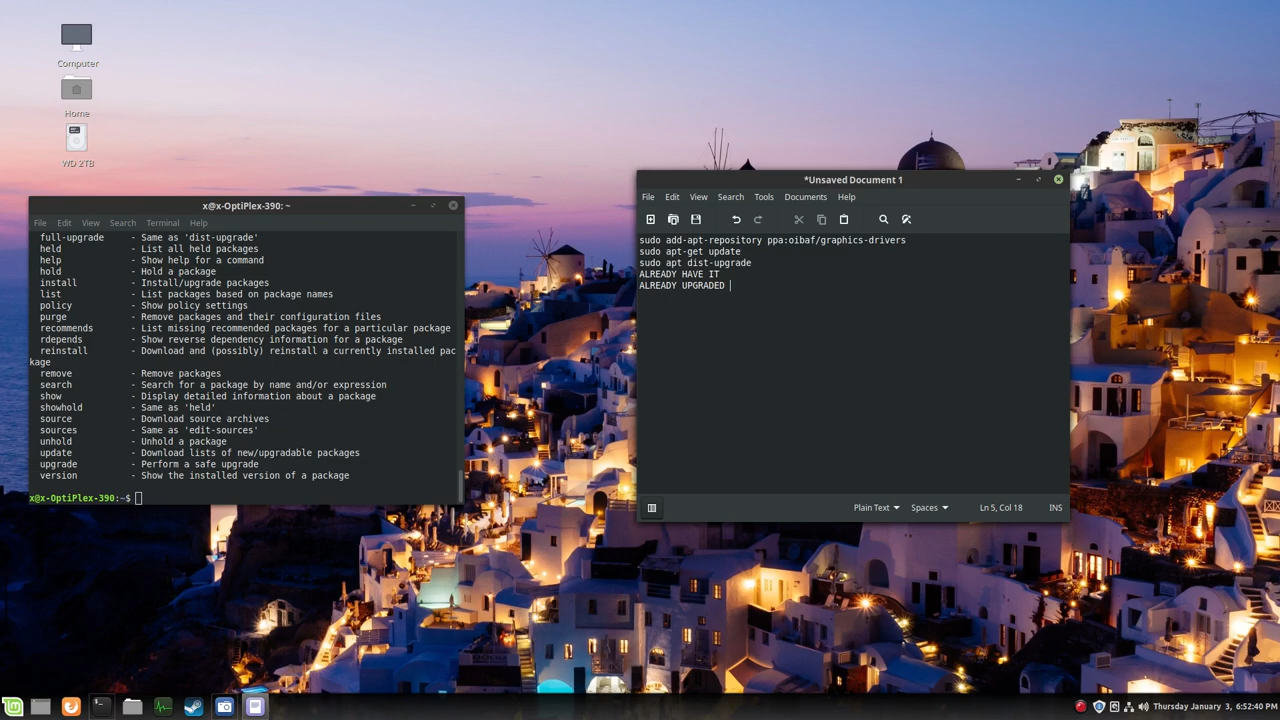 Computer
Home
WD 2TB
x@x-OptiPlex-390: ~
File Edit View Search Terminal Help
full-upgrade - Same as 'dist-upgrade'
held - List all held packages
help - Show help for a command
hold - Hold a package
install - Install/upgrade packages
list - List packages based on package names
policy - Show policy settings
purge - Remove packages and their configuration files
recommends - List missing recommended packages for a particular package
rdepends - Show reverse dependency information for a package
reinstall - Download and (possibly) reinstall a currently installed pac
kage
remove - Remove packages
search - Search for a package by name and/or expression
show - Display detailed information about a package
showhold - Same as 'held'
source - Download source archives
sources - Same as 'edit-sources'
unhold - Unhold a package
update - Download lists of new/upgradable packages
upgrade - Perform a safe upgrade
version - Show the installed version of a package
x@x-OptiPlex-390:~$
*Unsaved Document 1
File Edit View Search Tools Documents Help
sudo add-apt-repository ppa:oibaf/graphics-drivers
sudo apt-get update
sudo apt dist-upgrade
ALREADY HAVE IT
ALREADY UPGRADED
Plain Text Spaces Ln 5, Col 18 INS
Thursday January 3, 6:52:40 PM